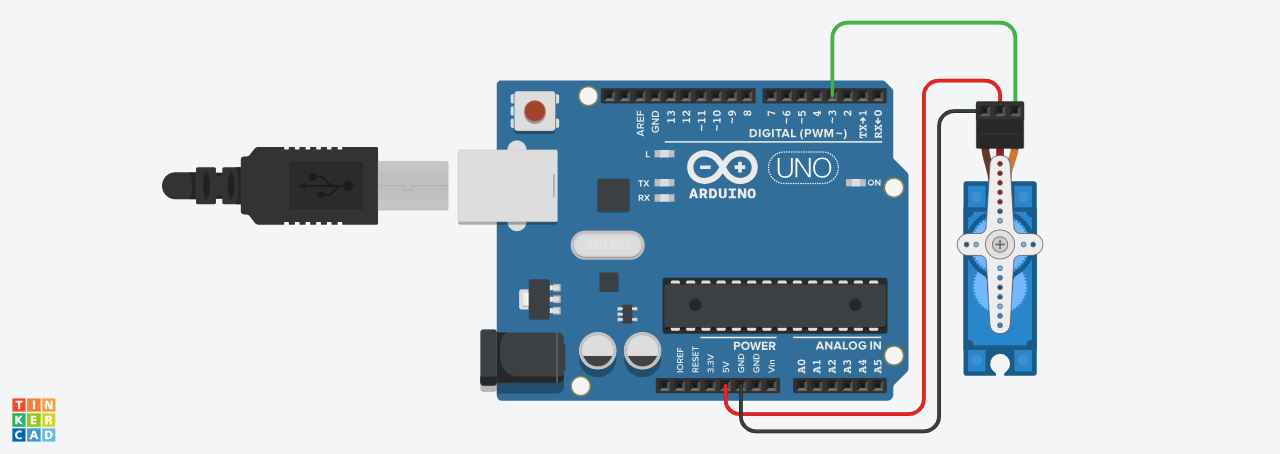 AREF
GND
13
12
~11
~10
~9
8
7
~6
~5
4
~3
2
TX→1
RX←0
DIGITAL (PWM~)
L
TX
RX
ARDUINO
UNO
ON
POWER
ANALOG IN
IOREF
RESET
3.3V
5V
GND
GND
Vin
A0
A1
A2
A3
A4
A5
TIN
KER
CAD